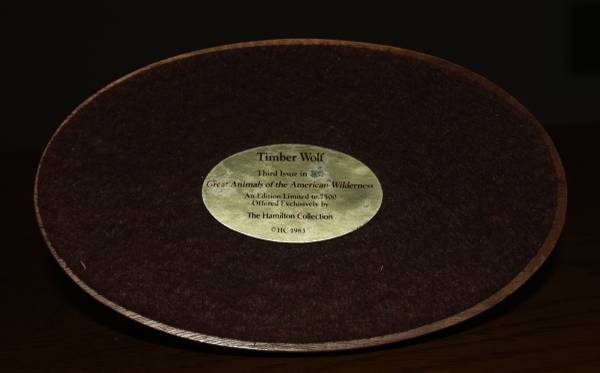 Timber Wolf
Third Issue in
Great Animals of the American Wilderness
An Edition Limited to 7500
Offered Exclusively by
The Hamilton Collection
© HC 1983